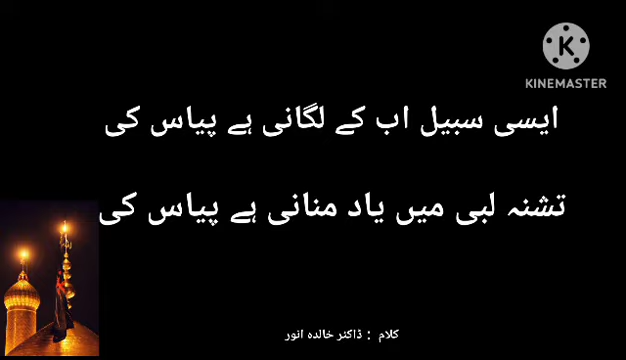 KINEMASTER
ایسی سبیل اب کے لگانی ہے پیاس کی
تشنہ لبی میں یاد منانی ہے پیاس کی
کلام : ڈاکٹر خالدہ انور